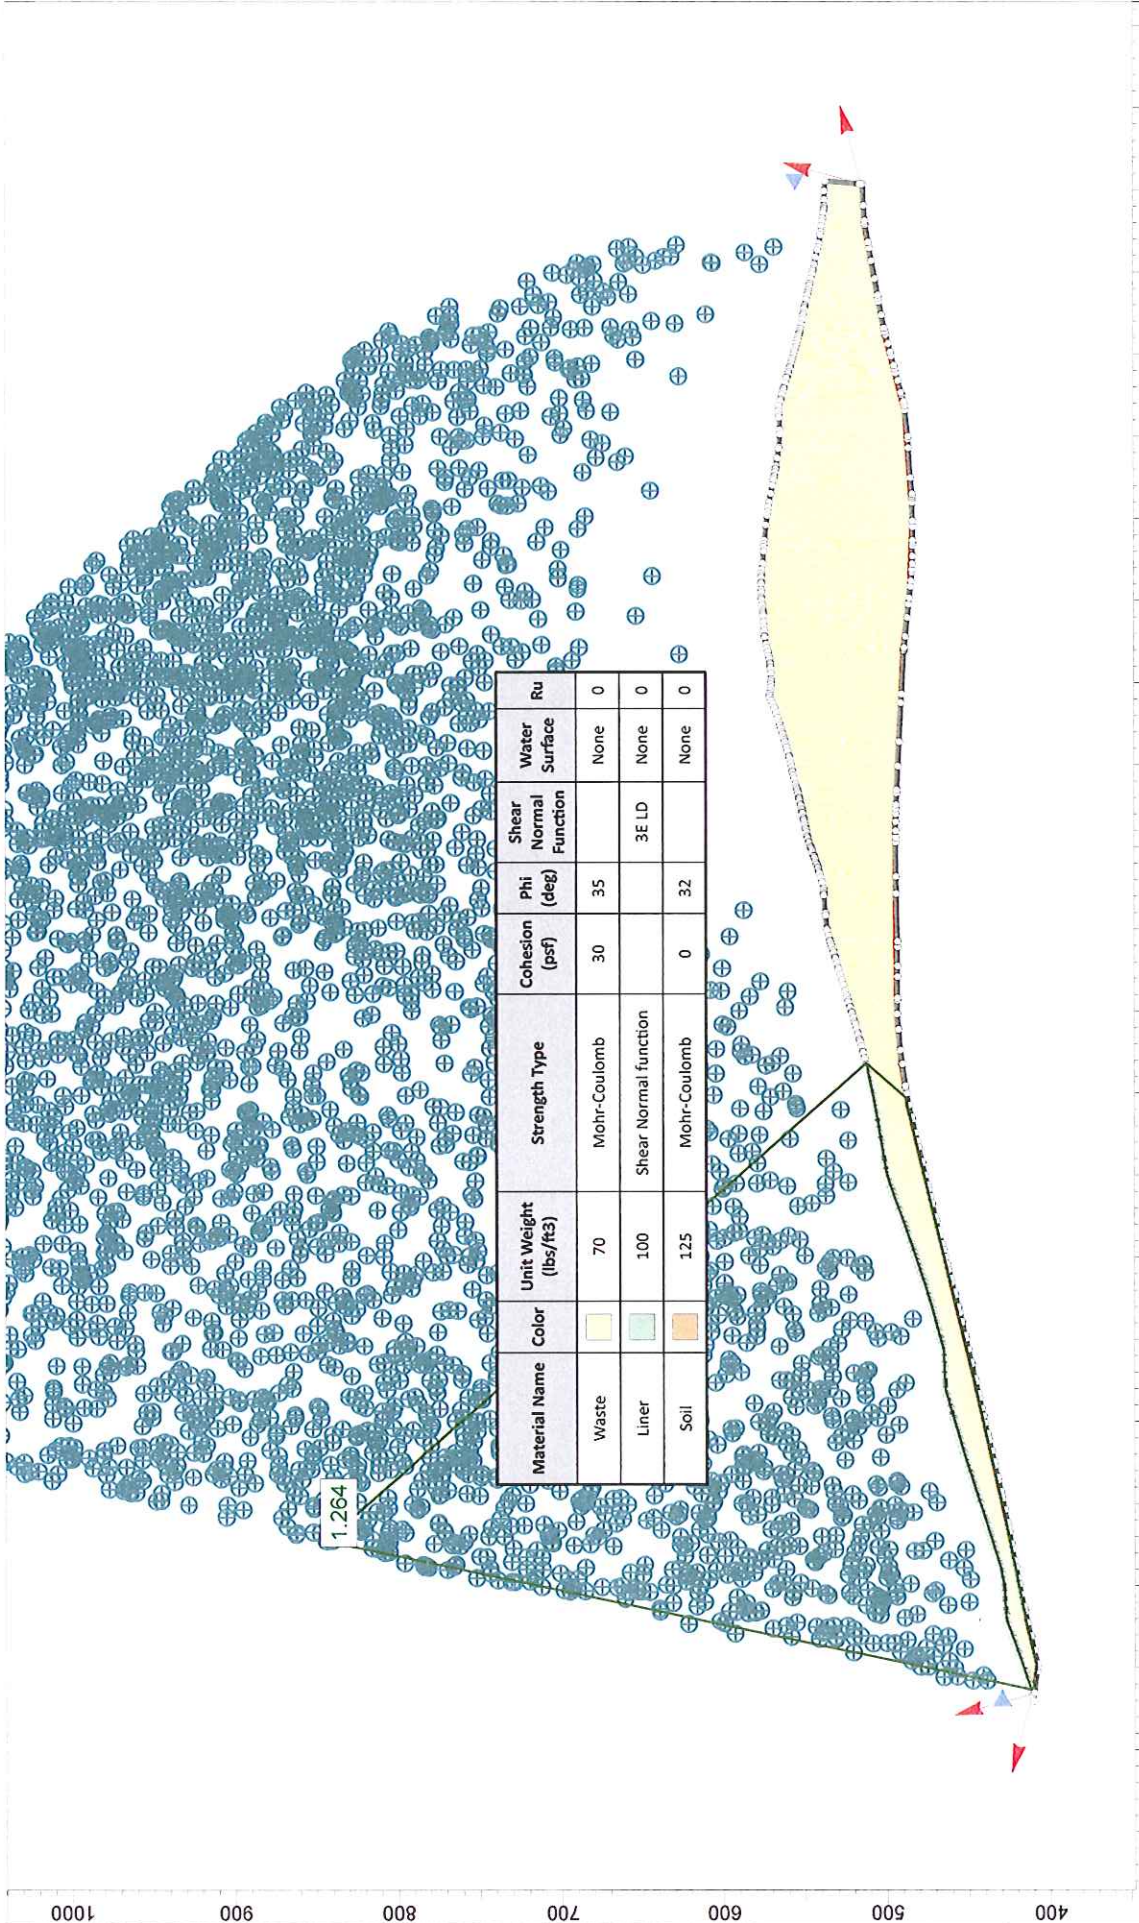 1.264
Material Name Color Unit Weight (lbs/ft3) Strength Type Cohesion (psf) Phi (deg) Shear Normal Function Water Surface Ru
Waste 70 Mohr-Coulomb 30 35 None 0
Liner 100 Shear Normal function 3E LD None 0
Soil 125 Mohr-Coulomb 0 32 None 0
1000
900
800
700
600
500
400